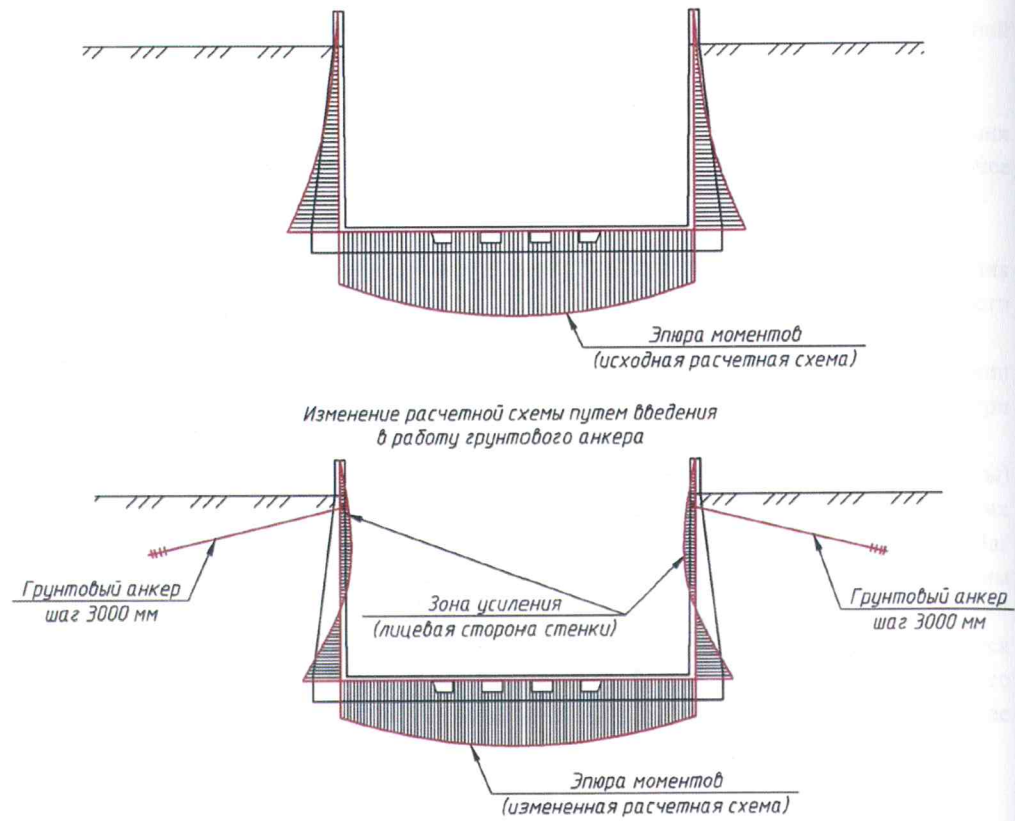 Эпюра моментов
(исходная расчетная схема)
Изменение расчетной схемы путем введения
в работу грунтового анкера
Грунтовый анкер
шаг 3000 мм
Зона усиления
(лицевая сторона стенки)
Грунтовый анкер
шаг 3000 мм
Эпюра моментов
(измененная расчетная схема)